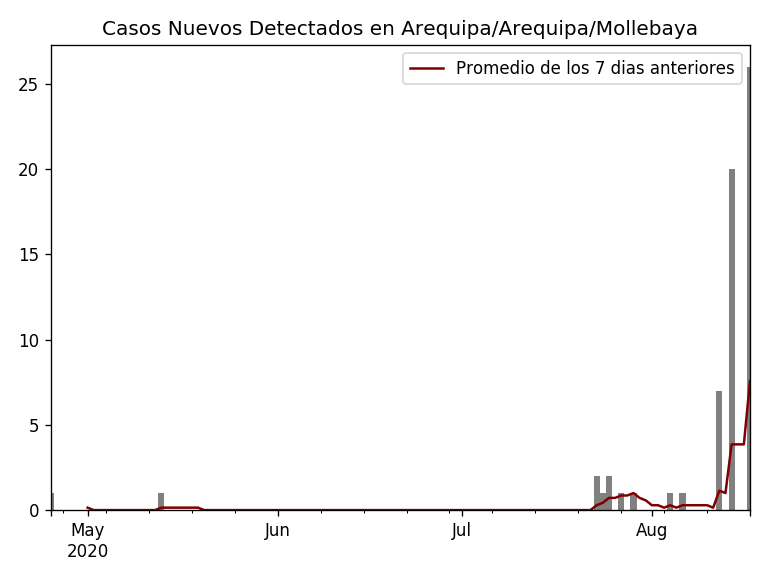 Casos Nuevos Detectados en Arequipa/Arequipa/Mollebaya
Promedio de los 7 dias anteriores
25
20
15
10
5
0
May Jun Jul Aug
2020